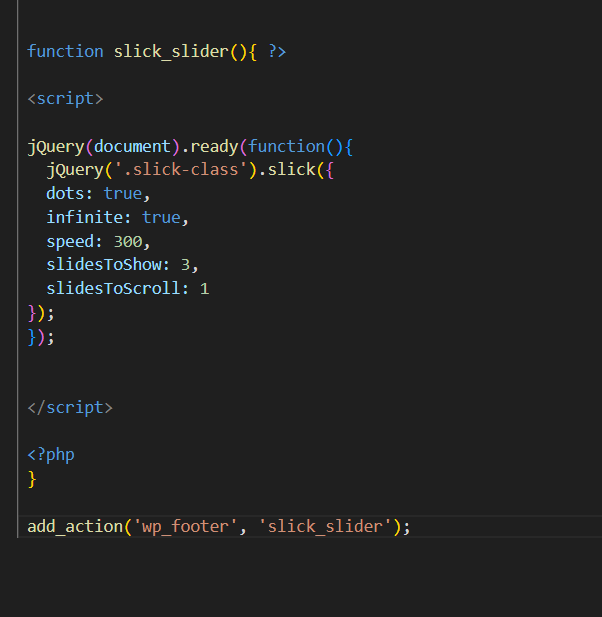 function slick_slider(){ ?>
<script>
jQuery(document).ready(function(){
jQuery('.slick-class').slick({
dots: true,
infinite: true,
speed: 300,
slidesToShow: 3,
slidesToScroll: 1
});
});
</script>
<?php
}
add_action('wp_footer', 'slick_slider');